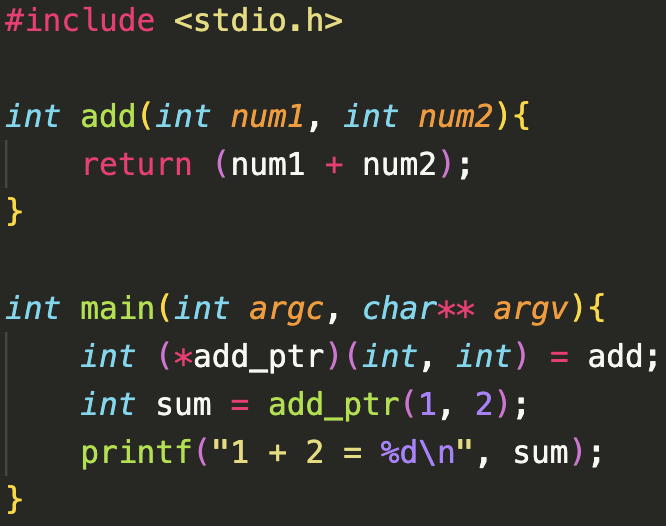 #include <stdio.h>

int add(int num1, int num2){
    return (num1 + num2);
}

int main(int argc, char** argv){
    int (*add_ptr)(int, int) = add;
    int sum = add_ptr(1, 2);
    printf("1 + 2 = %d\n", sum);
}